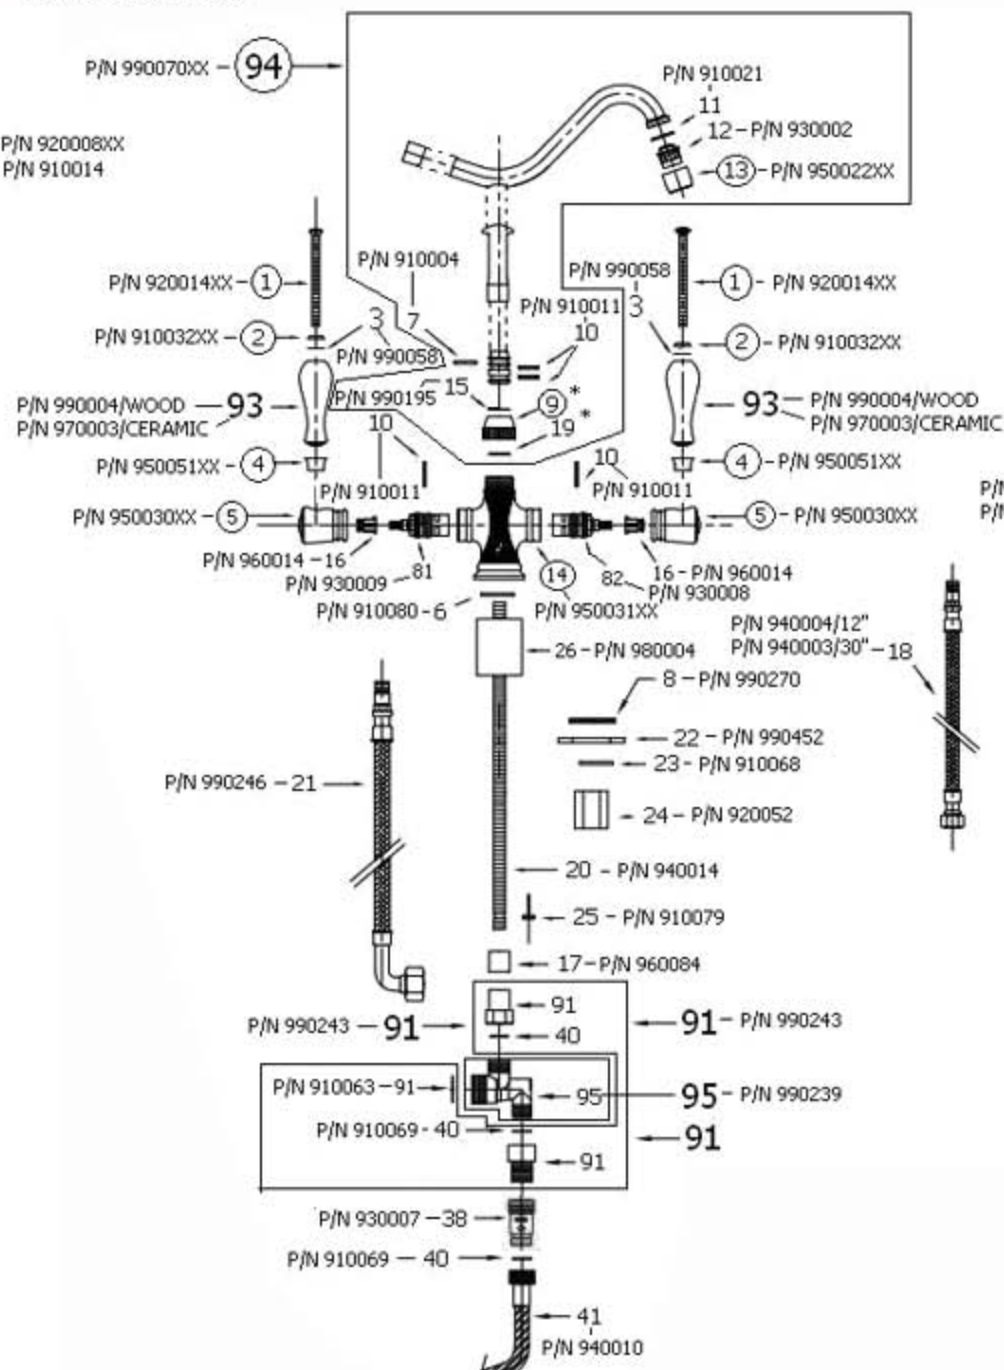 P/N 990070XX - 94
P/N 910021
11
12 - P/N 930002
P/N 920008XX
P/N 910014
13 - P/N 950022XX
P/N 910004
P/N 990058
P/N 920014XX - 1
1 - P/N 920014XX
P/N 910011
7
3
3
10
P/N 910032XX - 2
2 - P/N 910032XX
P/N 990058
P/N 990195 - 15
9 *
P/N 990004/WOOD
P/N 970003/CERAMIC
93
93
P/N 990004/WOOD
P/N 970003/CERAMIC
10
19 *
10
P/N 950051XX - 4
4 - P/N 950051XX
P/N 910011
P/N 910011
P/N 950030XX - 5
5 - P/N 950030XX
P/N 960014 - 16
81
14
82
16 - P/N 960014
P/N 930009
P/N 930008
P/N 910080 - 6
P/N 950031XX
P/N 940004/12"
P/N 940003/30" - 18
26 - P/N 980004
8 - P/N 990270
22 - P/N 990452
23 - P/N 910068
P/N 990246 - 21
24 - P/N 920052
20 - P/N 940014
25 - P/N 910079
17 - P/N 960084
91
P/N 990243 - 91
91 - P/N 990243
40
P/N 910063 - 91
95
95 - P/N 990239
P/N 910069 - 40
91
91
P/N 930007 - 38
P/N 910069 - 40
41
P/N 940010